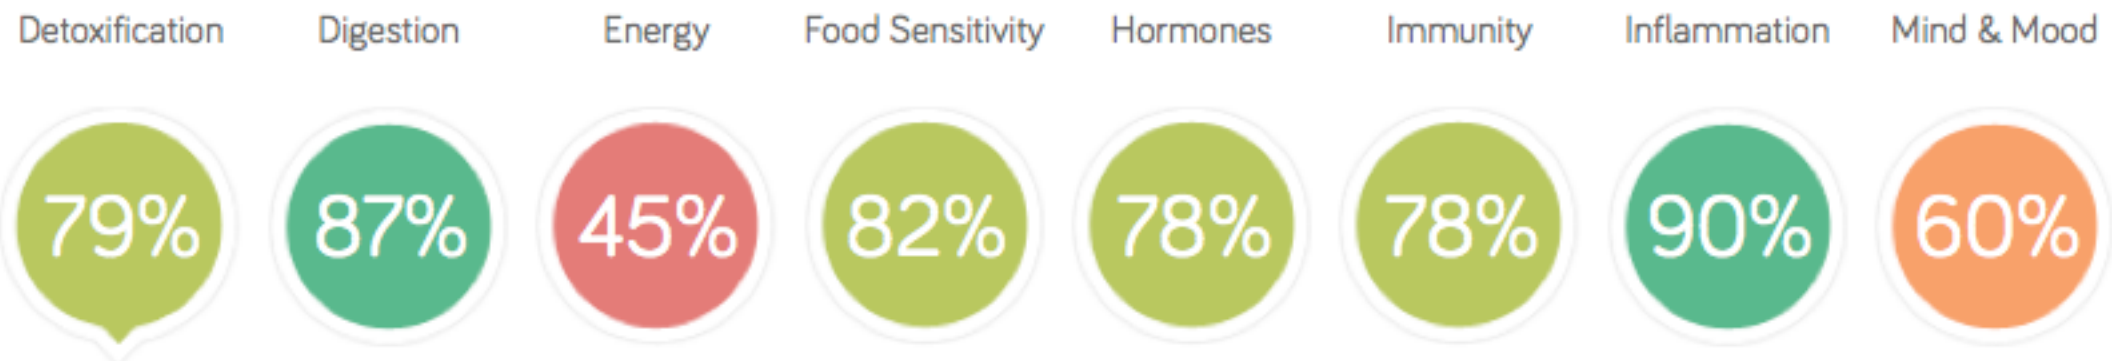 Detoxification Digestion Energy Food Sensitivity Hormones Immunity Inflammation Mind & Mood
79% 87% 45% 82% 78% 78% 90% 60%